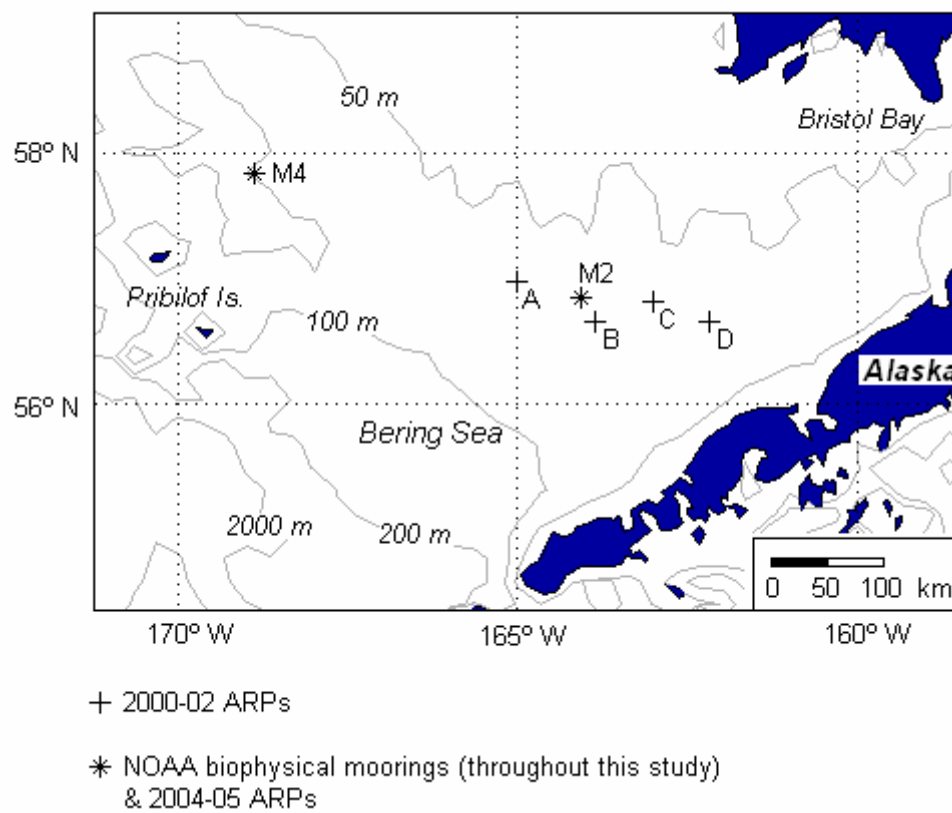 50 m
Bristol Bay
58° N
M4
M2
Pribilof Is.
A
B
C
D
100 m
Alaska
56° N
Bering Sea
2000 m
200 m
0 50 100 km
170° W
165° W
160° W
2000-02 ARPs
NOAA biophysical moorings (throughout this study)
& 2004-05 ARPs